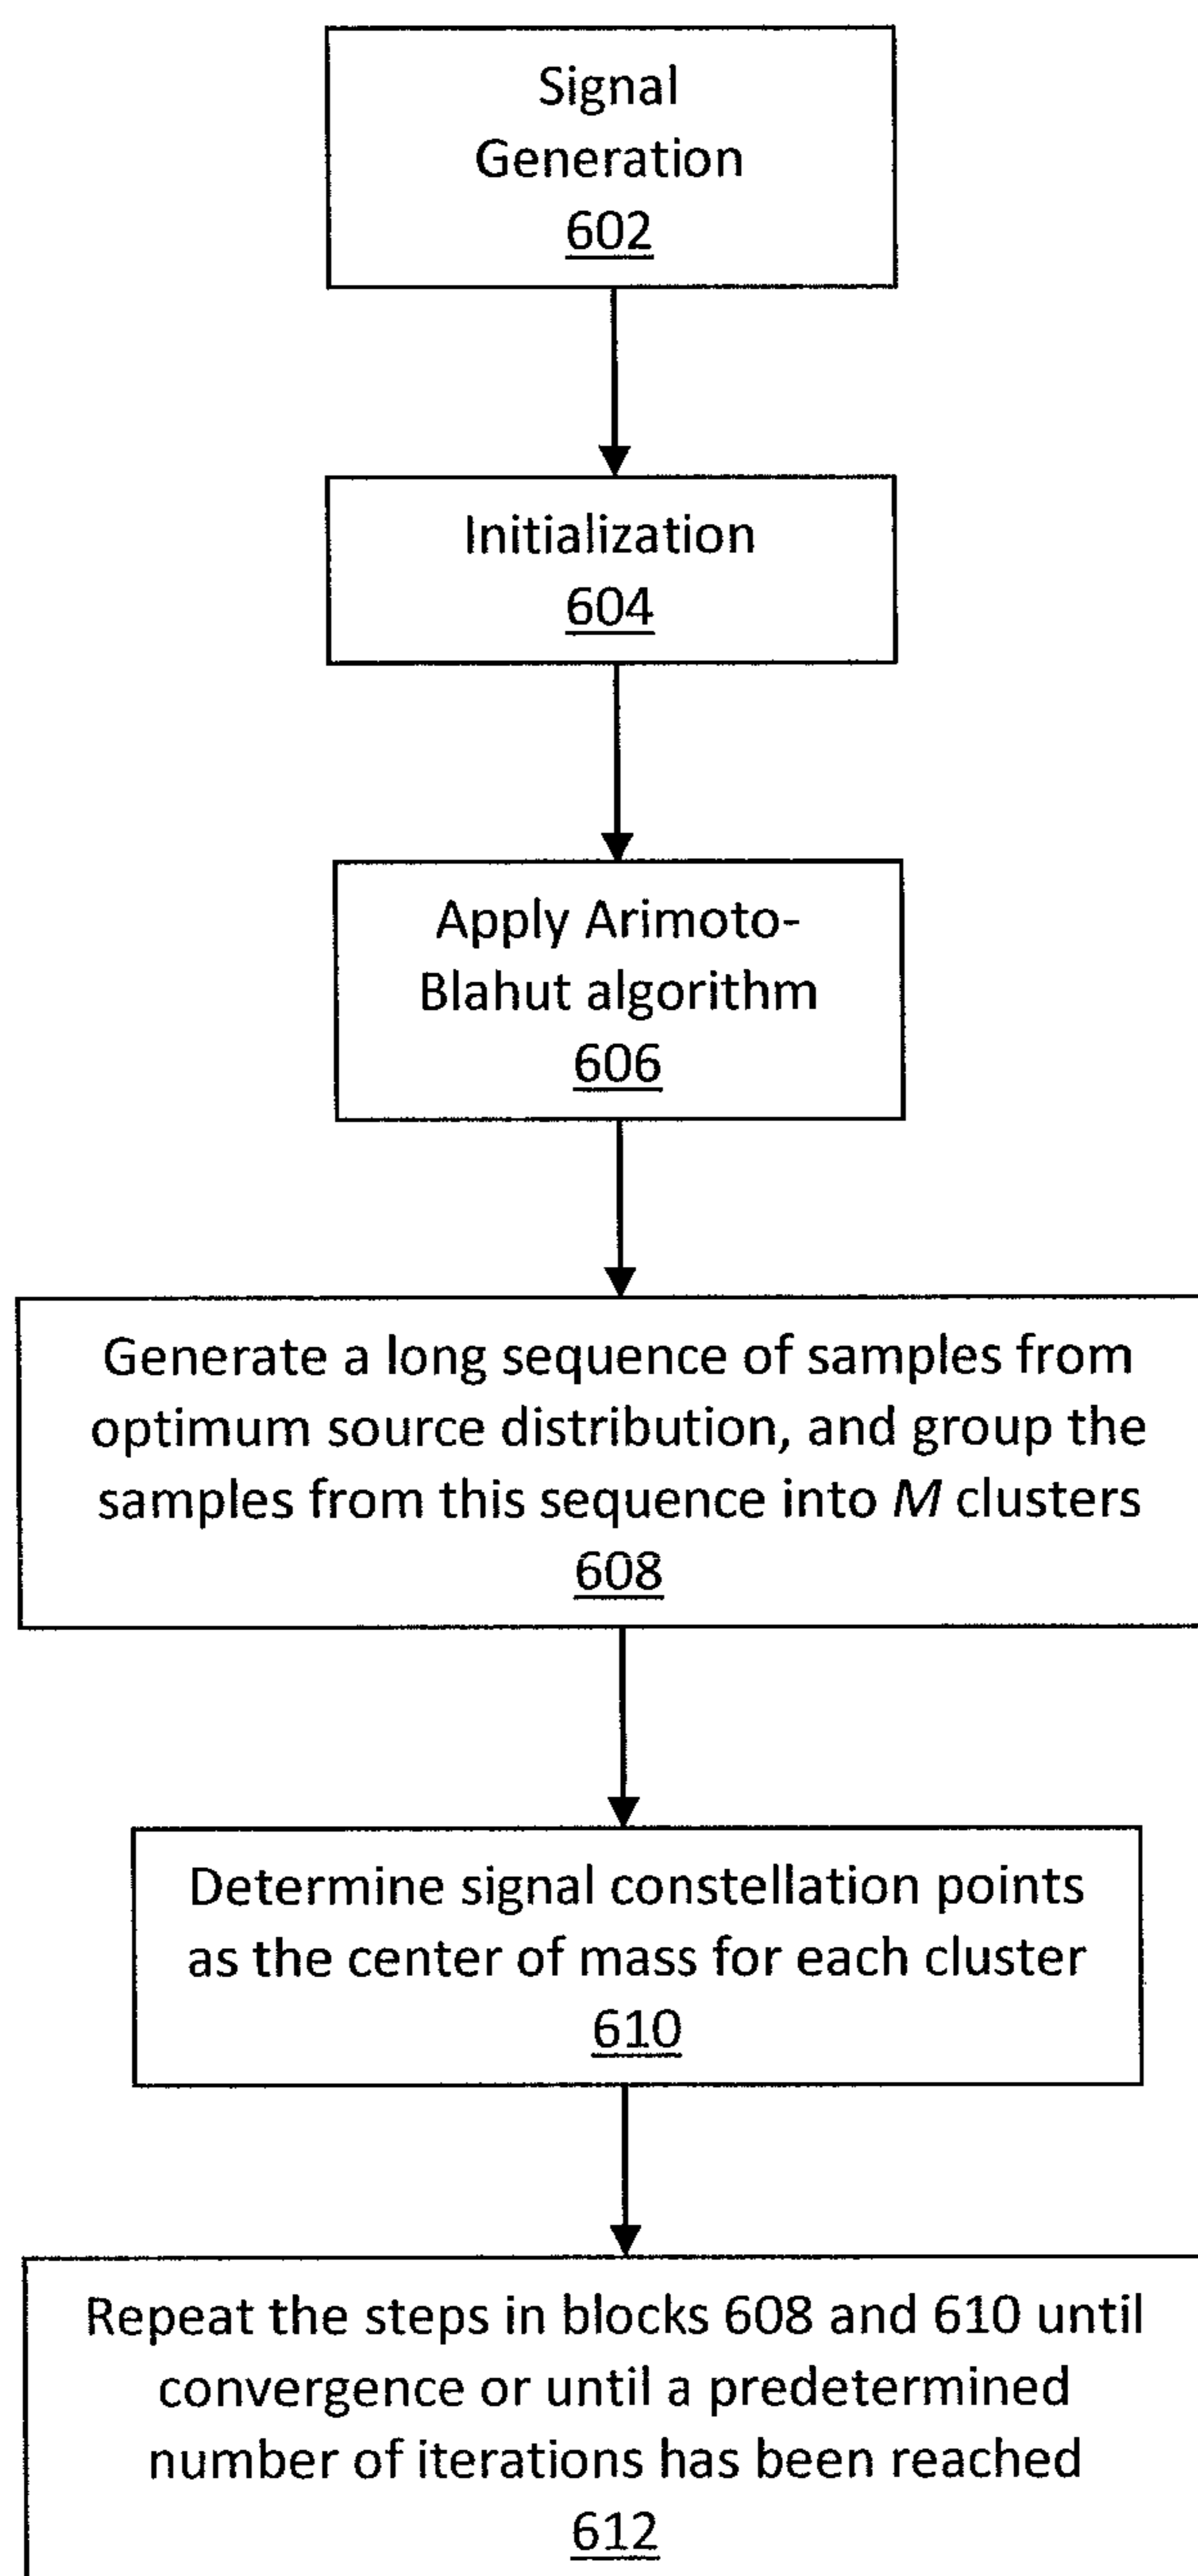 Signal
Generation
602
Initialization
604
Apply Arimoto-
Blahut algorithm
606
Generate a long sequence of samples from
optimum source distribution, and group the
samples from this sequence into M clusters
608
Determine signal constellation points
as the center of mass for each cluster
610
Repeat the steps in blocks 608 and 610 until
convergence or until a predetermined
number of iterations has been reached
612